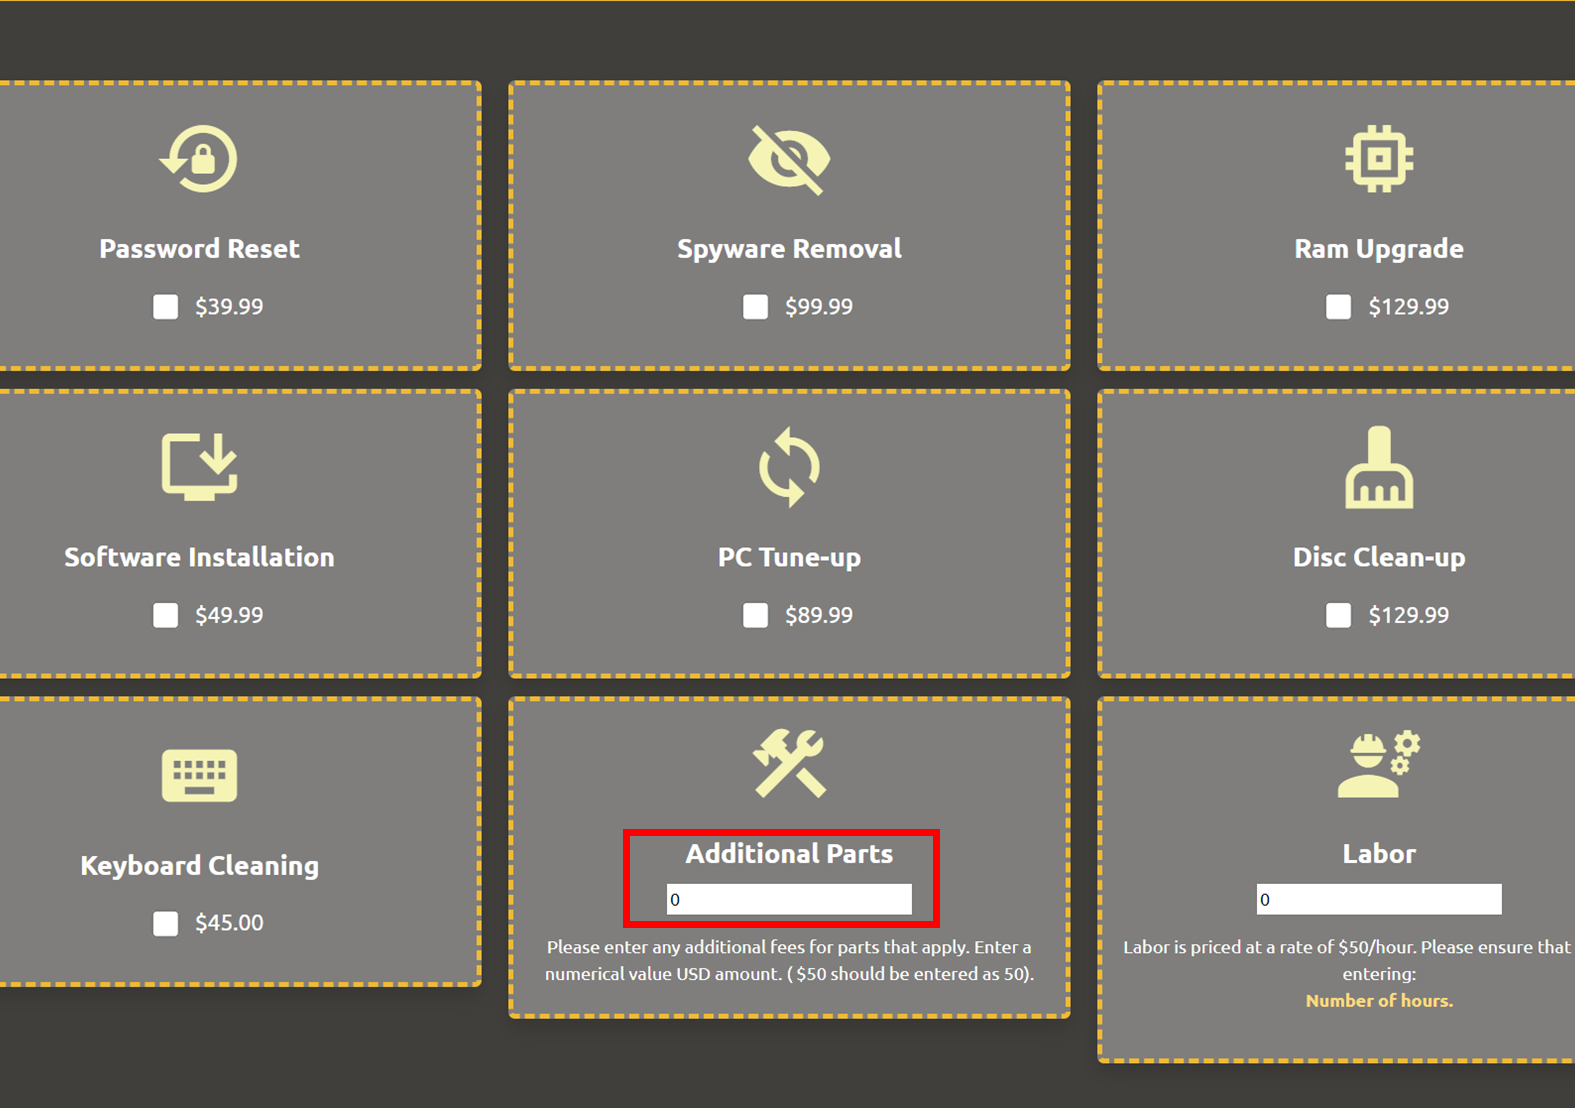 Password Reset
$39.99
Spyware Removal
$99.99
Ram Upgrade
$129.99
Software Installation
$49.99
PC Tune-up
$89.99
Disc Clean-up
$129.99
Keyboard Cleaning
$45.00
Additional Parts
0
Please enter any additional fees for parts that apply. Enter a
numerical value USD amount. ( $50 should be entered as 50).
Labor
0
Labor is priced at a rate of $50/hour. Please ensure that
entering:
Number of hours.